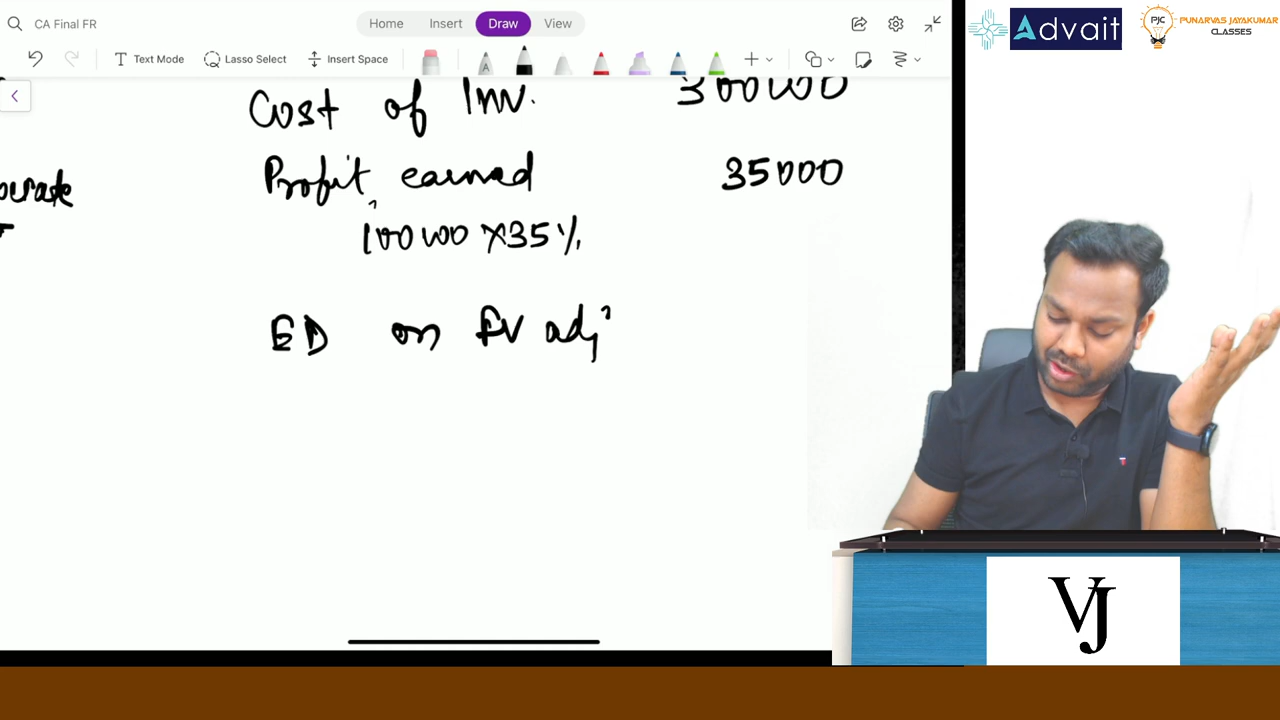 CA Final FR
Home Insert Draw View
Advait
PJC
PUNARVAS JAYAKUMAR
CLASSES
Text Mode Lasso Select Insert Space
Cost of Inv. 300000
Profit earned 35000
100000 X 35%
ED on FV adj
VJ